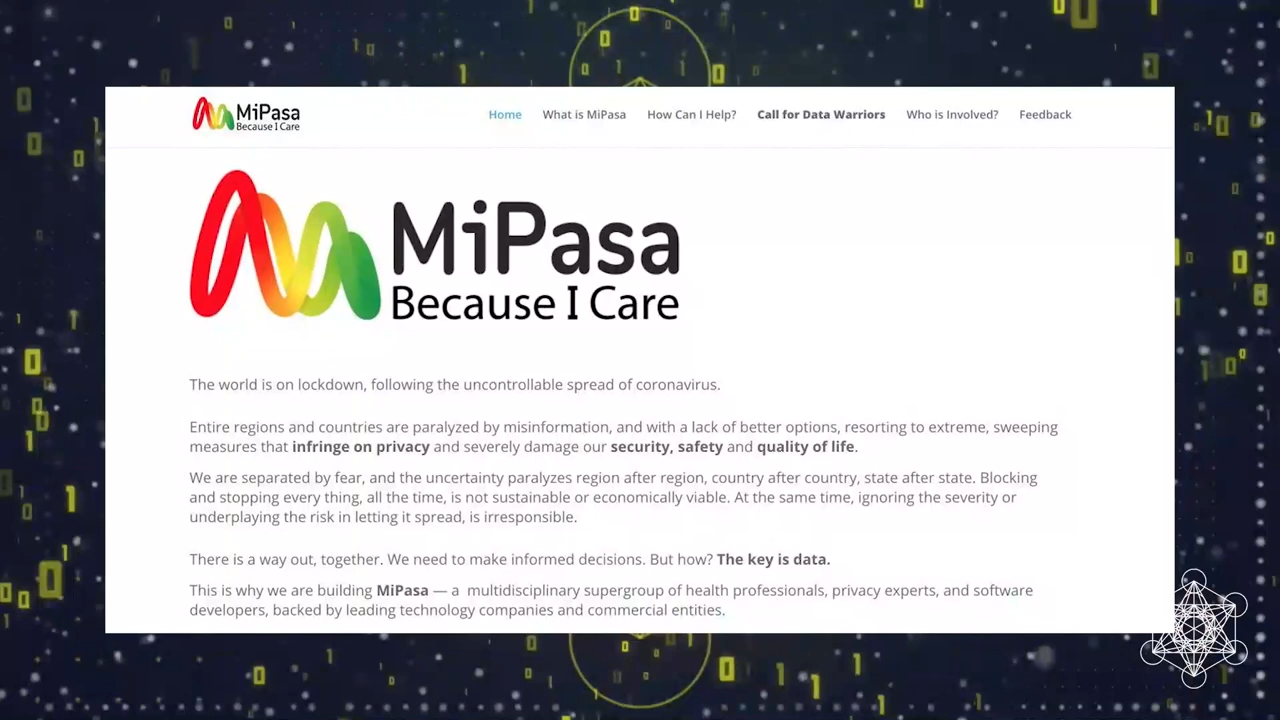 MiPasa
Because I Care
Home What is MiPasa How Can I Help? Call for Data Warriors Who is Involved? Feedback
MiPasa
Because I Care
The world is on lockdown, following the uncontrollable spread of coronavirus.
Entire regions and countries are paralyzed by misinformation, and with a lack of better options, resorting to extreme, sweeping
measures that infringe on privacy and severely damage our security, safety and quality of life.
We are separated by fear, and the uncertainty paralyzes region after region, country after country, state after state. Blocking
and stopping every thing, all the time, is not sustainable or economically viable. At the same time, ignoring the severity or
underplaying the risk in letting it spread, is irresponsible.
There is a way out, together. We need to make informed decisions. But how? The key is data.
This is why we are building MiPasa — a multidisciplinary supergroup of health professionals, privacy experts, and software
developers, backed by leading technology companies and commercial entities.